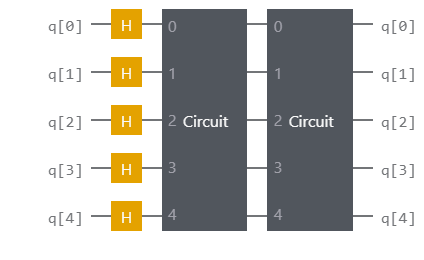 q[0] H 0 0 q[0]
q[1] H 1 1 q[1]
q[2] H 2 Circuit 2 Circuit q[2]
q[3] H 3 3 q[3]
q[4] H 4 4 q[4]